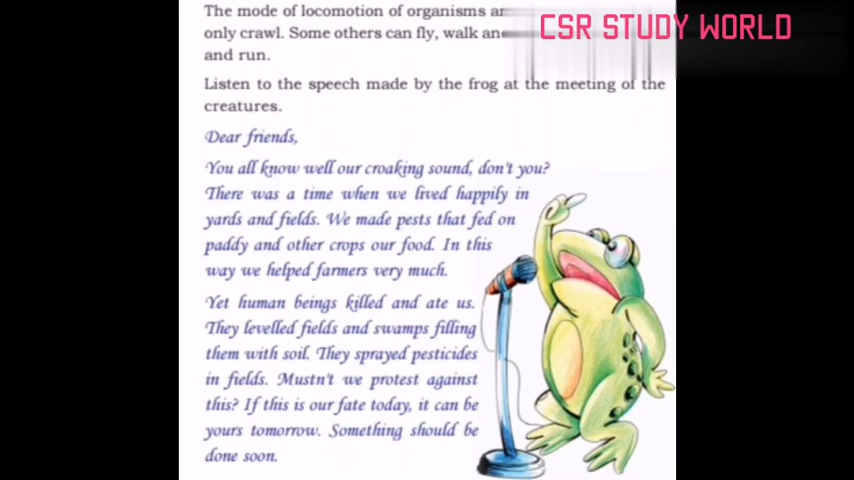 The mode of locomotion of organisms
CSR STUDY WORLD
only crawl. Some others can fly, walk
and run.
Listen to the speech made by the frog at the meeting of the
creatures.
Dear friends,
You all know well our croaking sound, don't you?
There was a time when we lived happily in
yards and fields. We made pests that fed on
paddy and other crops our food. In this
way we helped farmers very much.
Yet human beings killed and ate us.
They levelled fields and swamps filling
them with soil. They sprayed pesticides
in fields. Mustn't we protest against
this? If this is our fate today, it can be
yours tomorrow. Something should be
done soon.